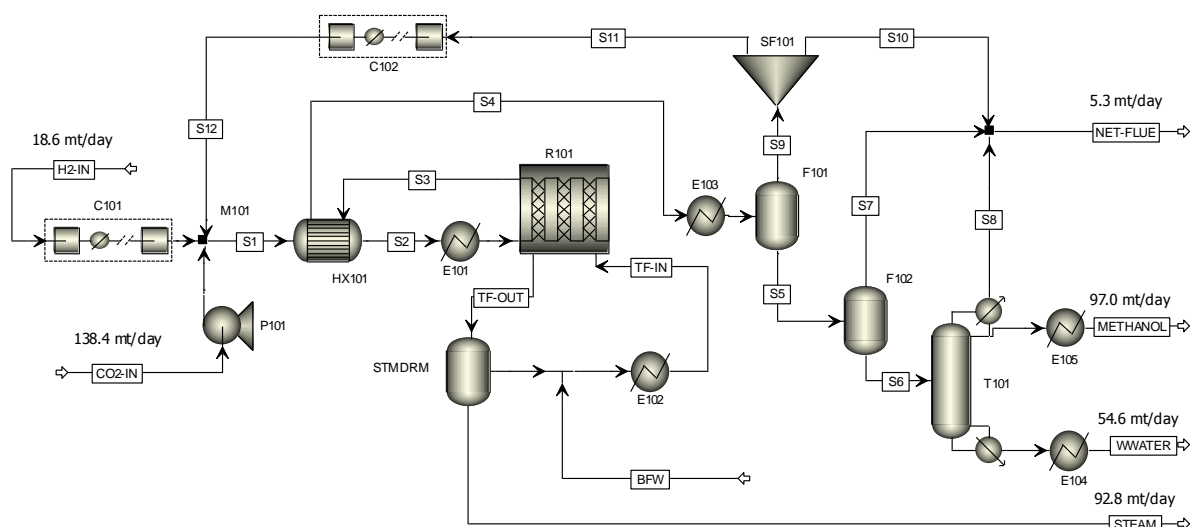 S11
SF101
S10
C102
5.3 mt/day
S4
NET-FLUE
S12
18.6 mt/day
R101
S9
H2-IN
S3
F101
E103
C101
M101
S7
S8
S1
S2
HX101
E101
TF-IN
F102
97.0 mt/day
TF-OUT
S5
METHANOL
P101
138.4 mt/day
E105
STMDRM
CO2-IN
E102
S6
T101
54.6 mt/day
WWATER
BFW
E104
92.8 mt/day
STEAM